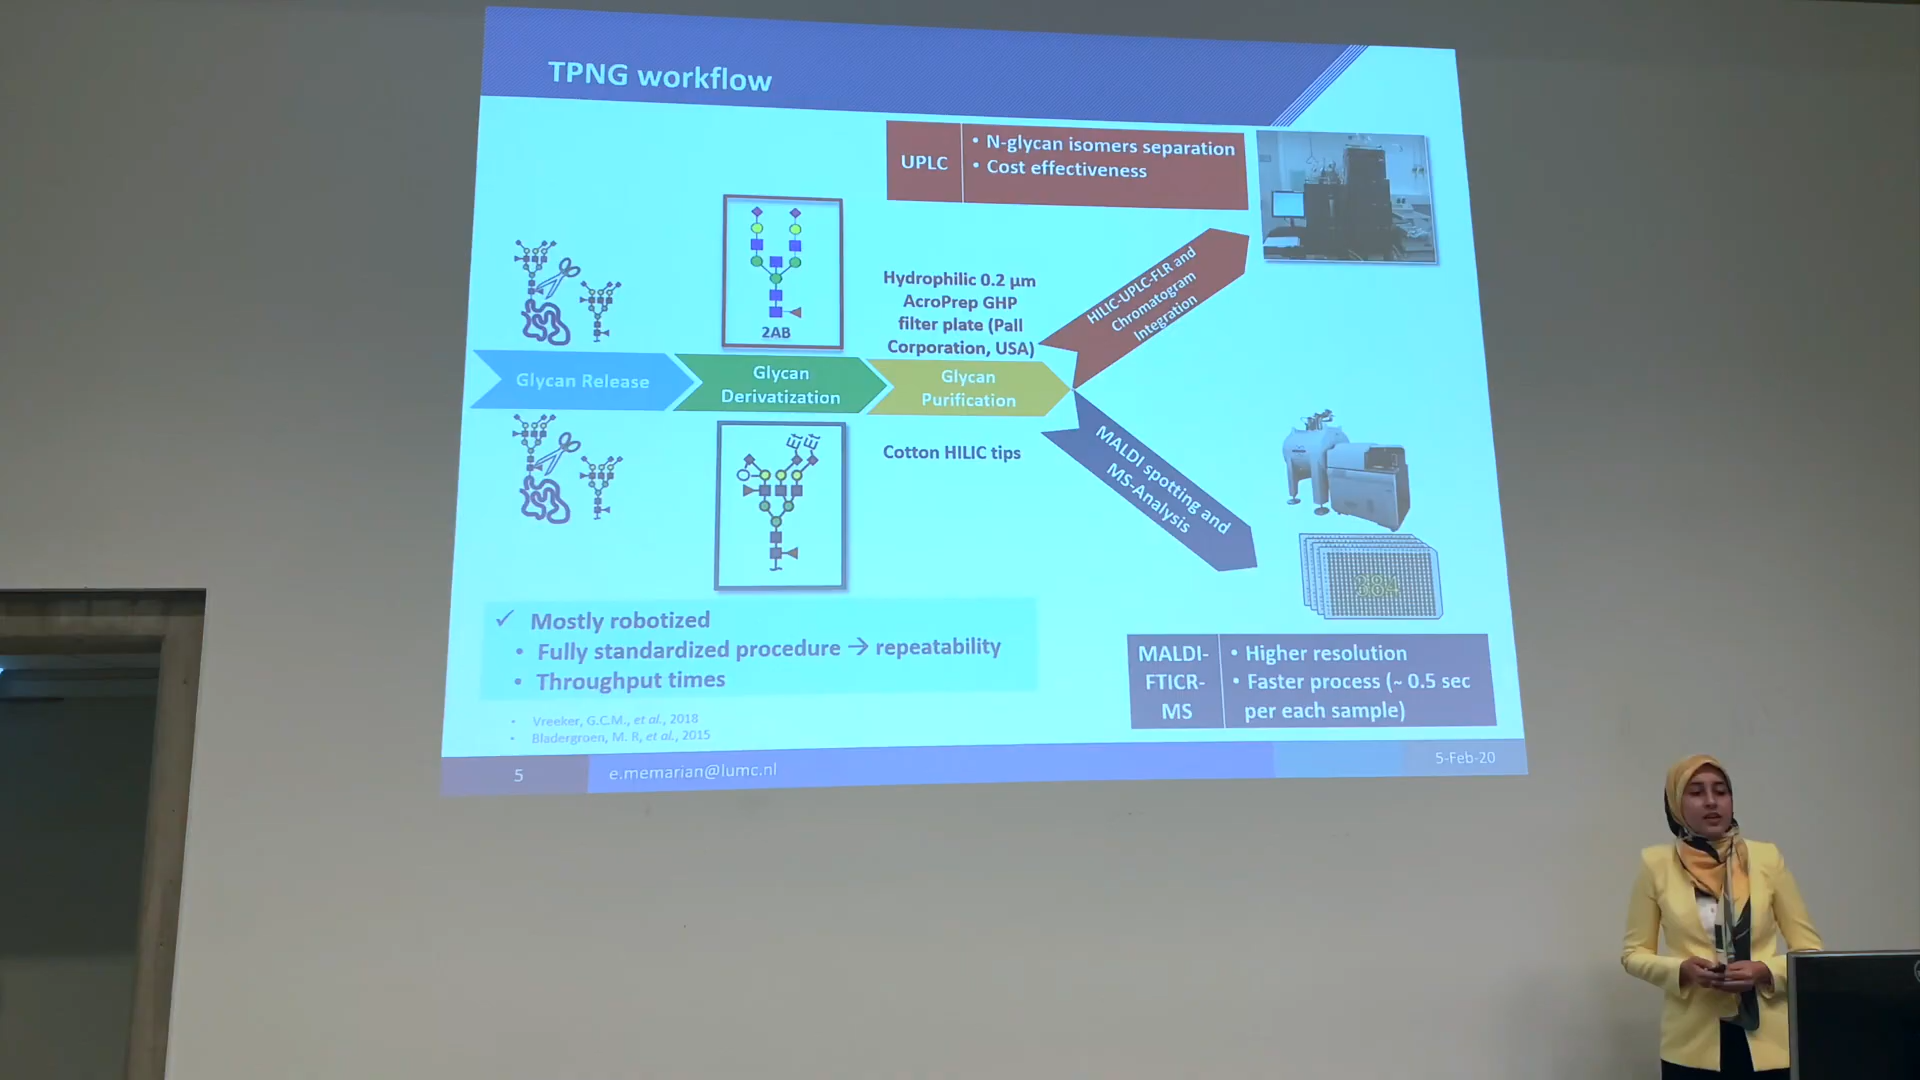 TPNG workflow
UPLC
• N-glycan isomers separation
• Cost effectiveness
2AB
Hydrophilic 0.2 µm
AcroPrep GHP
filter plate (Pall
Corporation, USA)
HILIC-UPLC-FLR and
Chromatogram
Integration
Glycan Release
Glycan
Derivatization
Glycan
Purification
Cotton HILIC tips
MALDI spotting and
MS-Analysis
384
✓ Mostly robotized
• Fully standardized procedure → repeatability
• Throughput times
MALDI-
FTICR-
MS
• Higher resolution
• Faster process (~ 0.5 sec
per each sample)
• Vreeker, G.C.M., et al., 2018
• Bladergroen, M. R, et al., 2015
5
e.memarian@lumc.nl
5-Feb-20